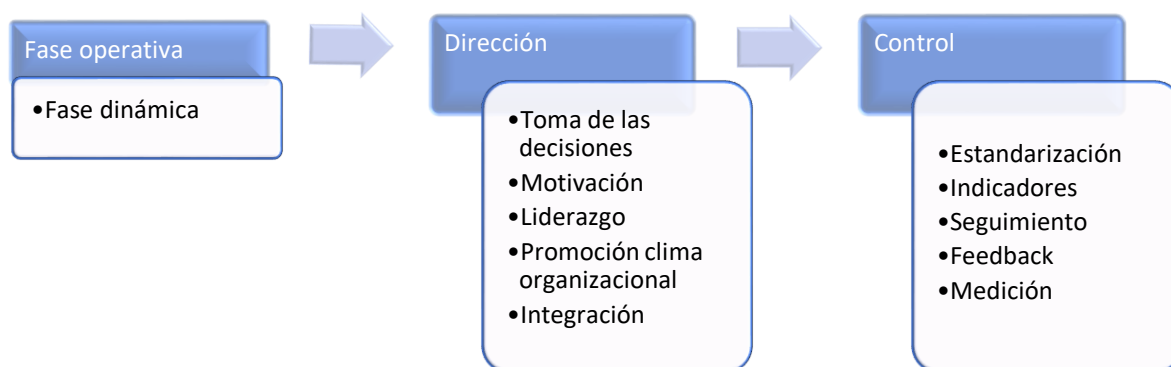 Fase operativa
•Fase dinámica
Dirección
•Toma de las
decisiones
•Motivación
•Liderazgo
•Promoción clima
organizacional
•Integración
Control
•Estandarización
•Indicadores
•Seguimiento
•Feedback
•Medición